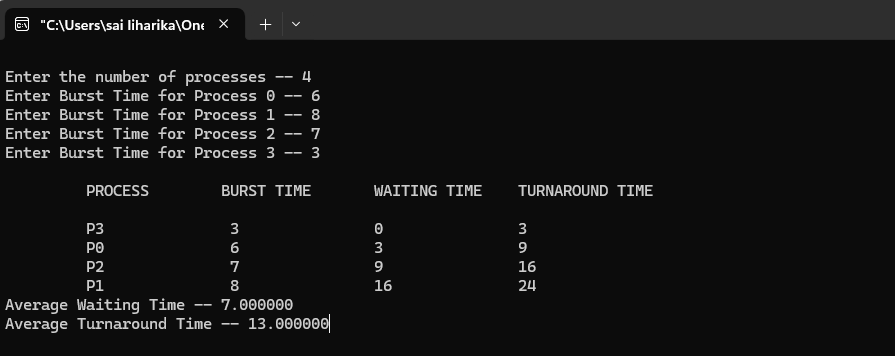 "C:\Users\sai liharika\One
Enter the number of processes -- 4
Enter Burst Time for Process 0 -- 6
Enter Burst Time for Process 1 -- 8
Enter Burst Time for Process 2 -- 7
Enter Burst Time for Process 3 -- 3
PROCESS BURST TIME WAITING TIME TURNAROUND TIME
P3 3 0 3
P0 6 3 9
P2 7 9 16
P1 8 16 24
Average Waiting Time -- 7.000000
Average Turnaround Time -- 13.000000